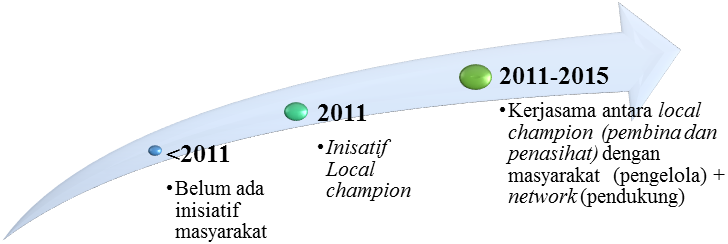 <2011
•Belum ada
inisiatif
masyarakat
2011
•Inisatif
Local
champion
2011-2015
•Kerjasama antara local
champion (pembina dan
penasihat) dengan
masyarakat (pengelola) +
network (pendukung)